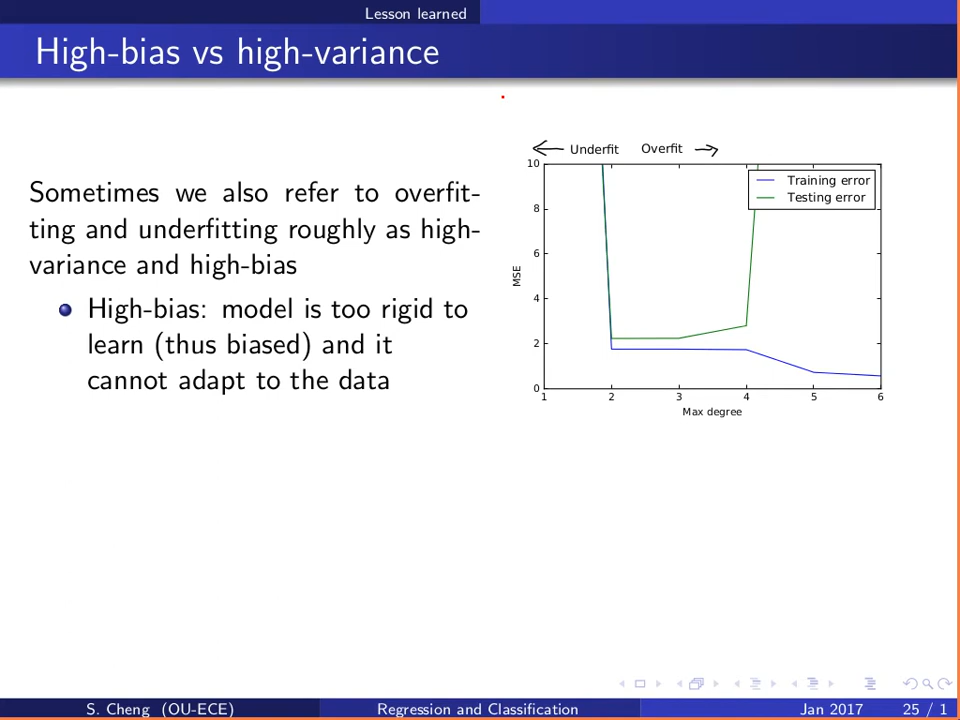 Lesson learned
High-bias vs high-variance
Sometimes we also refer to overfit-
ting and underfitting roughly as high-
variance and high-bias
High-bias: model is too rigid to
learn (thus biased) and it
cannot adapt to the data
Underfit Overfit
Training error
Testing error
10
8
6
4
2
0
MSE
1 2 3 4 5 6
Max degree
S. Cheng (OU-ECE) Regression and Classification Jan 2017 25 / 1